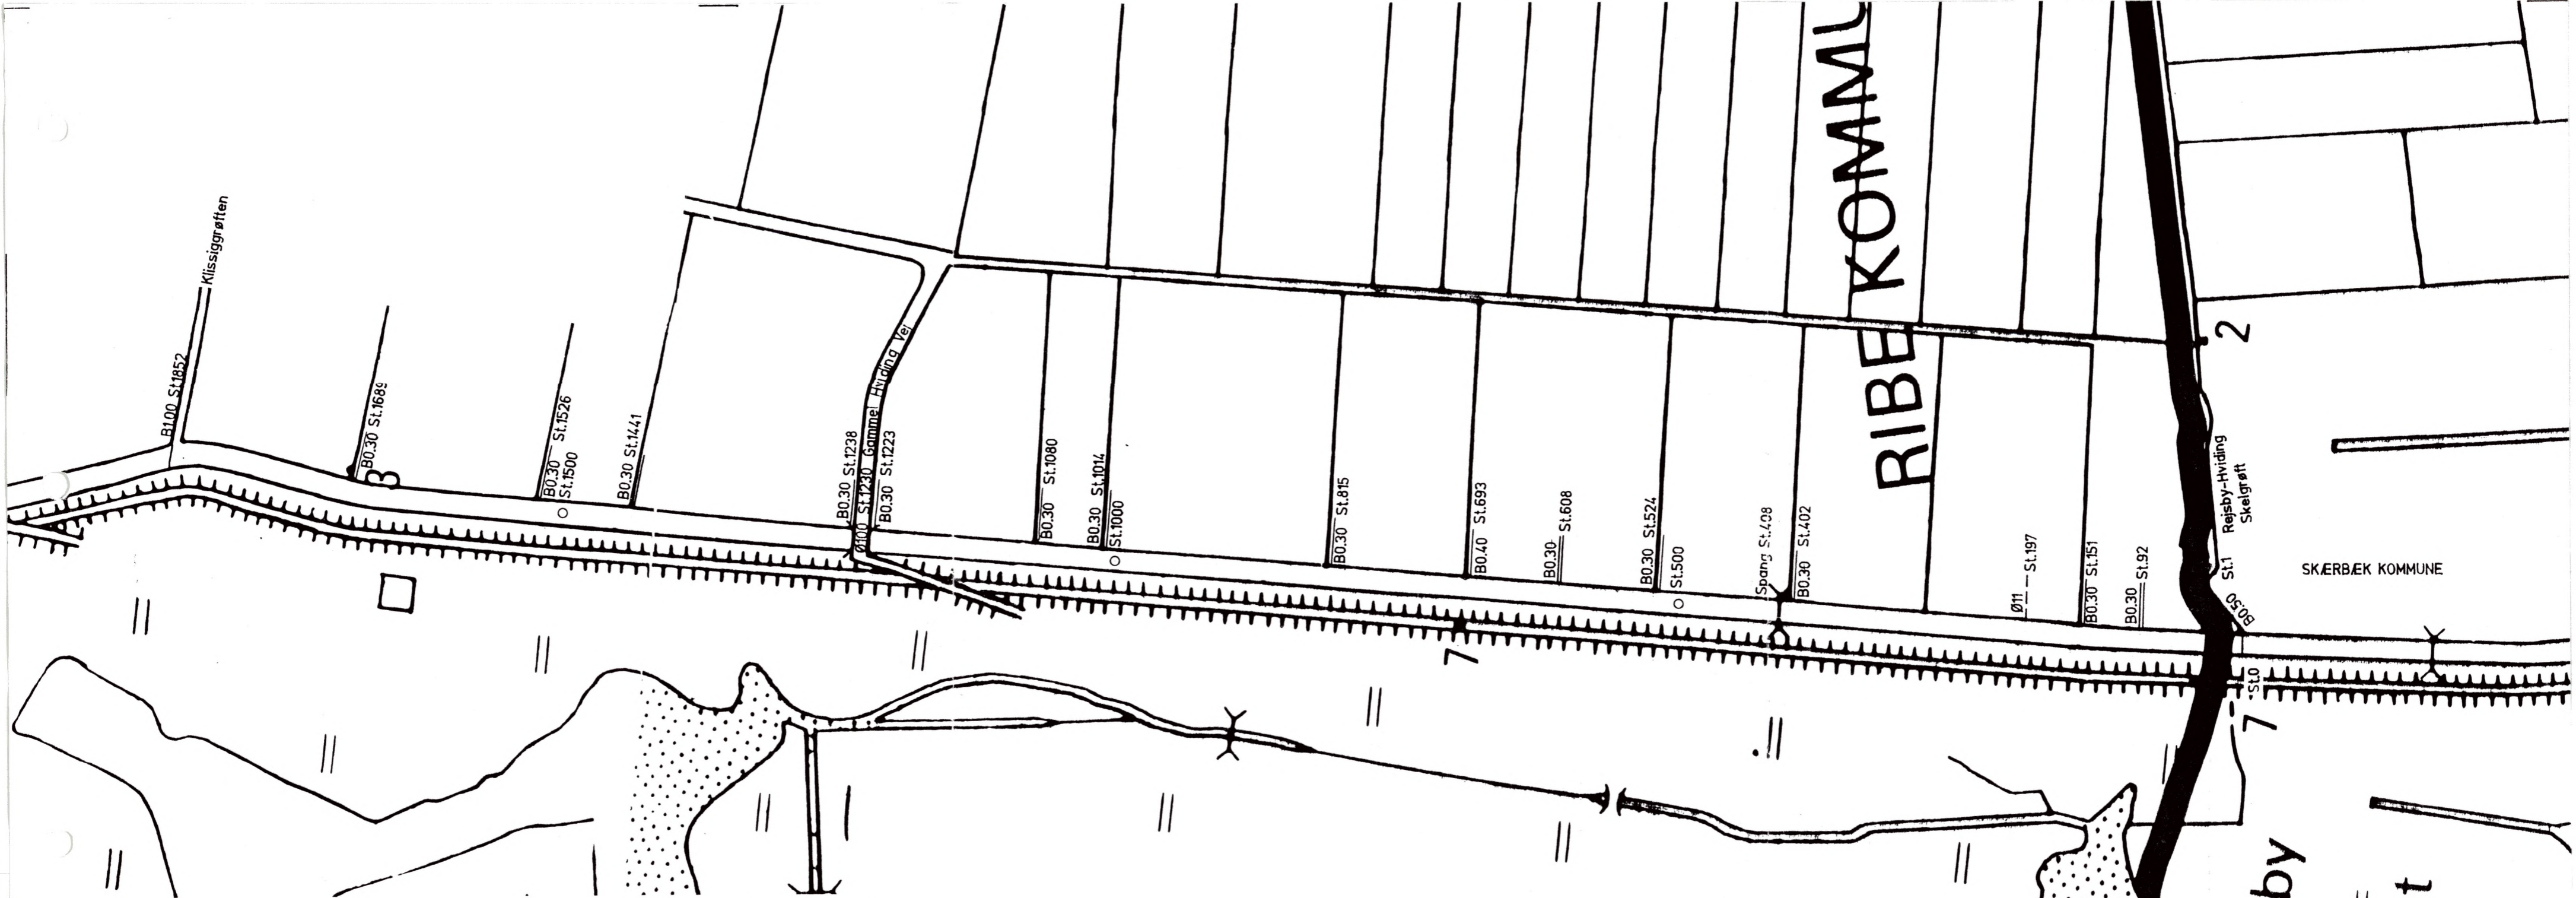 Klissiggrøften
B1.00 St.1852
B0.30 St.1689
3
B0.30 St.1526
St.1500
B0.30 St.1441
B0.30 St.1238
Ø100 St.1230 Gammel Hviding Vej
B0.30 St.1223
B0.30 St.1080
B0.30 St.1014
St.1000
B0.30 St.815
B0.40 St.693
7
B0.30 St.608
B0.30 St.524
St.500
Spang St.408
B0.30 St.402
RIBE KOMMU
Ø11 St.197
B0.30 St.151
B0.30 St.92
2
Rejsby-Hviding
Skelgrøft
St.1
B0.50
St.0
7
SKÆRBÆK KOMMUNE
by
t